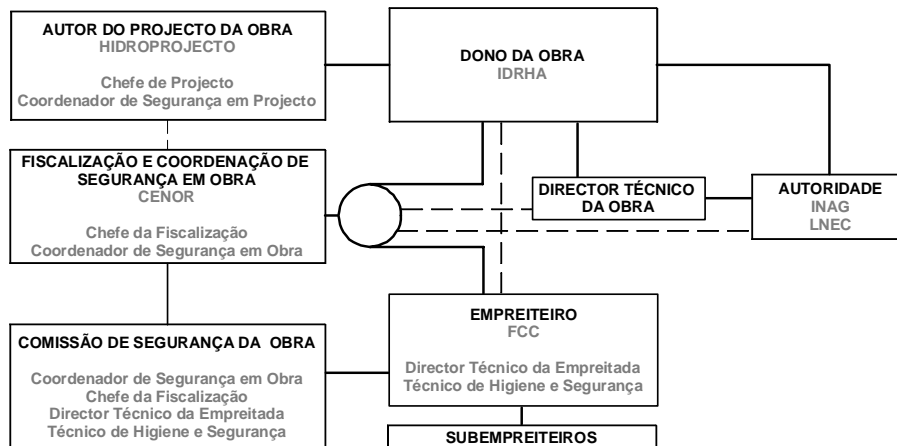 AUTOR DO PROJECTO DA OBRA
HIDROPROJECTO
Chefe de Projecto
Coordenador de Segurança em Projecto
DONO DA OBRA
IDRHA
FISCALIZAÇÃO E COORDENAÇÃO DE
SEGURANÇA EM OBRA
CENOR
Chefe da Fiscalização
Coordenador de Segurança em Obra
DIRECTOR TÉCNICO
DA OBRA
AUTORIDADE
INAG
LNEC
COMISSÃO DE SEGURANÇA DA OBRA
Coordenador de Segurança em Obra
Chefe da Fiscalização
Director Técnico da Empreitada
Técnico de Higiene e Segurança
EMPREITEIRO
FCC
Director Técnico da Empreitada
Técnico de Higiene e Segurança
SUBEMPREITEIROS